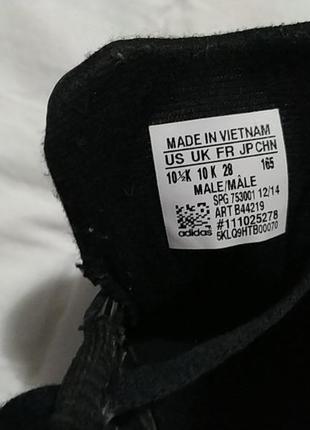 MADE IN VIETNAM
US UK FR JP CHN
10½K 10K 28 165
MALE/MÂLE
SPG 753001 12/14
ART B44219
#111025278
adidas 5KLQ9HTB00070